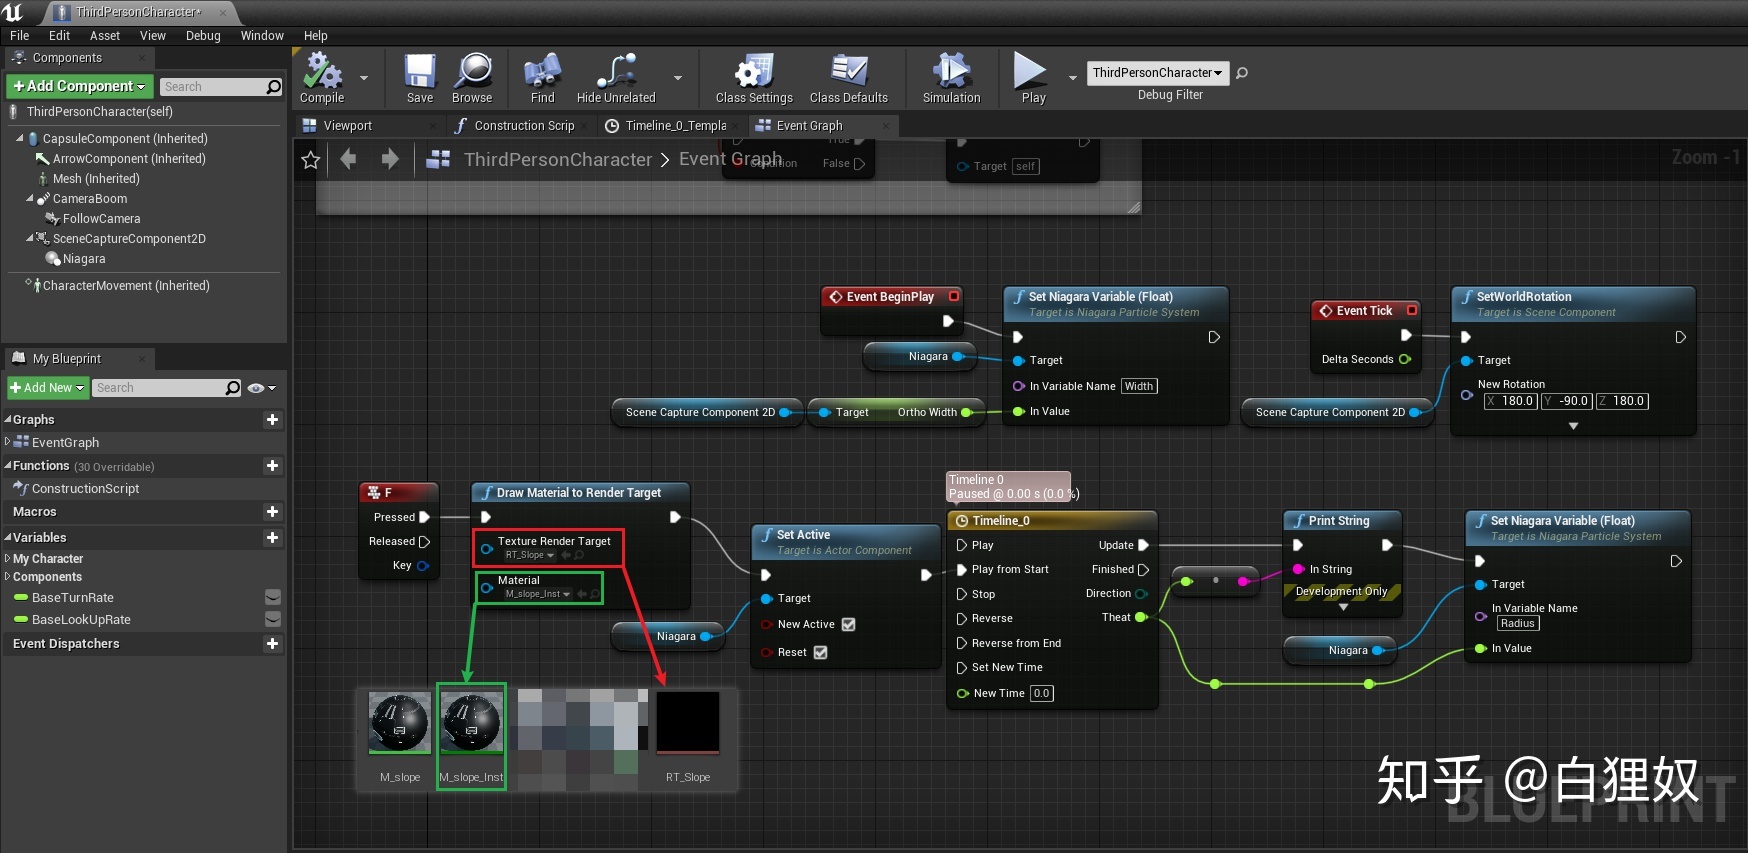 ThirdPersonCharacter*
File Edit Asset View Debug Window Help
Components
+Add Component
Search
ThirdPersonCharacter(self)
CapsuleComponent (Inherited)
ArrowComponent (Inherited)
Mesh (Inherited)
CameraBoom
FollowCamera
SceneCaptureComponent2D
Niagara
CharacterMovement (Inherited)
My Blueprint
+Add New
Search
Graphs
EventGraph
Functions (30 Overridable)
ConstructionScript
Macros
Variables
My Character
Components
BaseTurnRate
BaseLookUpRate
Event Dispatchers
Compile
Save
Browse
Find
Hide Unrelated
Class Settings
Class Defaults
Simulation
Play
ThirdPersonCharacter
Debug Filter
Viewport
Construction Scrip
Timeline_0_Templa
Event Graph
ThirdPersonCharacter > Event Graph
Zoom -1
True
Condition
False
Target self
Event BeginPlay
Niagara
Scene Capture Component 2D
Target Ortho Width
Set Niagara Variable (Float)
Target is Niagara Particle System
Target
In Variable Name Width
In Value
Event Tick
Delta Seconds
Scene Capture Component 2D
SetWorldRotation
Target is Scene Component
Target
New Rotation
X 180.0 Y -90.0 Z 180.0
F
Pressed
Released
Key
Draw Material to Render Target
Texture Render Target
RT_Slope
Material
M_slope_Inst
Niagara
Set Active
Target is Actor Component
Target
New Active
Reset
Timeline 0
Paused @ 0.00 s (0.0 %)
Timeline_0
Play Update
Play from Start Finished
Stop Direction
Reverse Theat
Reverse from End
Set New Time
New Time 0.0
Print String
In String
Development Only
Niagara
Set Niagara Variable (Float)
Target is Niagara Particle System
Target
In Variable Name
Radius
In Value
M_slope
M_slope_Inst
RT_Slope
BLUEPRINT
知乎 @白狸奴